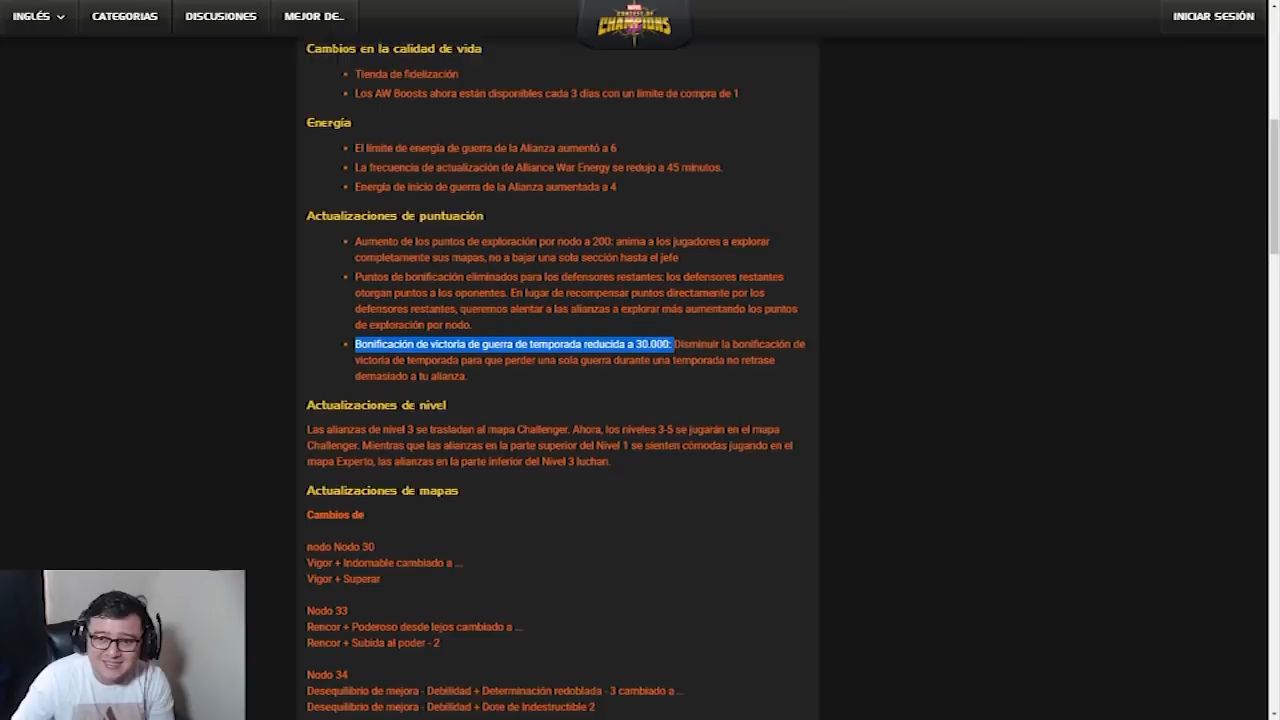 INGLÉS
CATEGORIAS
DISCUSIONES
MEJOR DE...
MARVEL
CONTEST OF
CHAMPIONS
INICIAR SESIÓN
Cambios en la calidad de vida
• Tienda de fidelización
• Los AW Boosts ahora están disponibles cada 3 días con un límite de compra de 1
Energía
• El límite de energía de guerra de la Alianza aumentó a 6
• La frecuencia de actualización de Alliance War Energy se redujo a 45 minutos.
• Energía de inicio de guerra de la Alianza aumentada a 4
Actualizaciones de puntuación
• Aumento de los puntos de exploración por nodo a 200: anima a los jugadores a explorar
completamente sus mapas, no a bajar una sola sección hasta el jefe
• Puntos de bonificación eliminados para los defensores restantes: los defensores restantes
otorgan puntos a los oponentes. En lugar de recompensar puntos directamente por los
defensores restantes, queremos alentar a las alianzas a explorar más aumentando los puntos
de exploración por nodo.
• Bonificación de victoria de guerra de temporada reducida a 30.000: Disminuir la bonificación de
victoria de temporada para que perder una sola guerra durante una temporada no retrase
demasiado a tu alianza.
Actualizaciones de nivel
Las alianzas de nivel 3 se trasladan al mapa Challenger. Ahora, los niveles 3-5 se jugarán en el mapa
Challenger. Mientras que las alianzas en la parte superior del Nivel 1 se sienten cómodas jugando en el
mapa Experto, las alianzas en la parte inferior del Nivel 3 luchan.
Actualizaciones de mapas
Cambios de
nodo Nodo 30
Vigor + Indomable cambiado a ...
Vigor + Superar
Nodo 33
Rencor + Poderoso desde lejos cambiado a ...
Rencor + Subida al poder - 2
Nodo 34
Desequilibrio de mejora - Debilidad + Determinación redoblada - 3 cambiado a ...
Desequilibrio de mejora - Debilidad + Dote de Indestructible 2